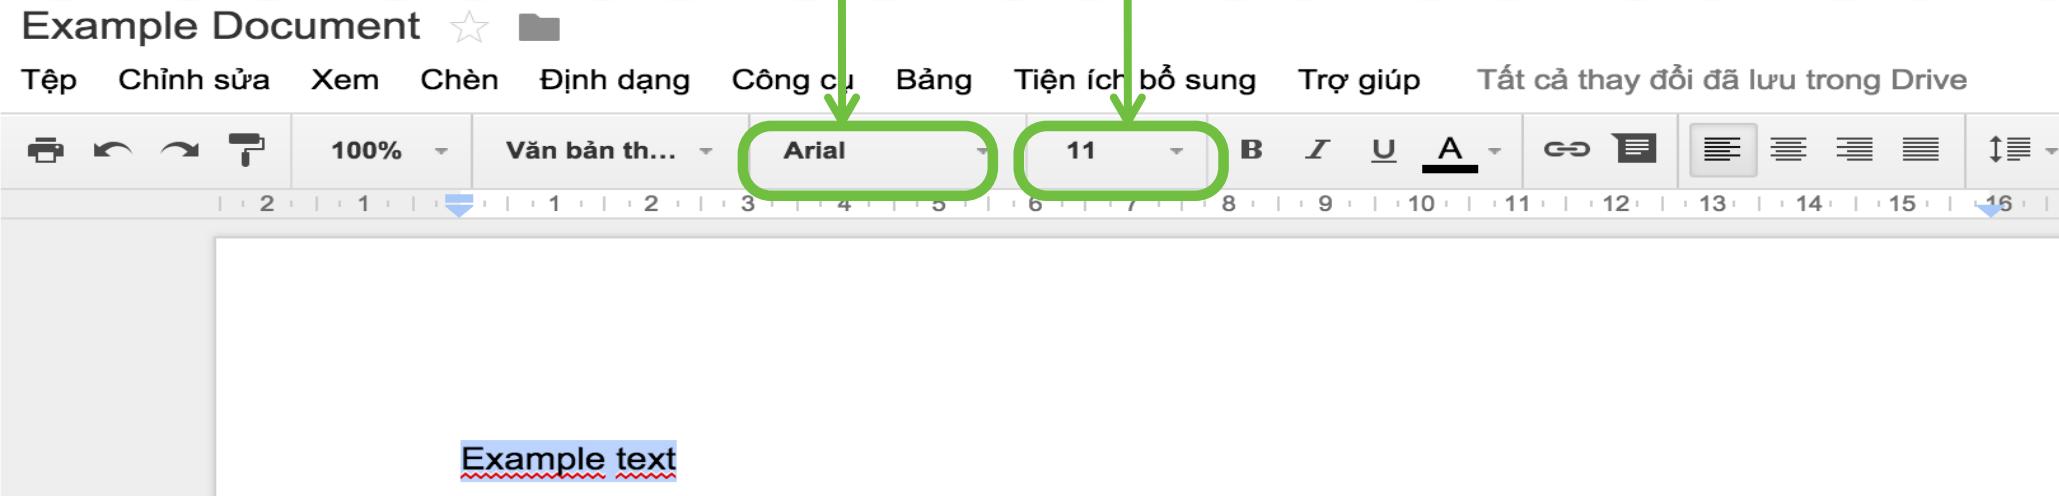 Example Document
Tệp Chỉnh sửa Xem Chèn Định dạng Công cụ Bảng Tiện ích bổ sung Trợ giúp Tất cả thay đổi đã lưu trong Drive
100% Văn bản th... Arial 11 B I U A
2 1 1 2 3 4 5 6 7 8 9 10 11 12 13 14 15 16
Example text